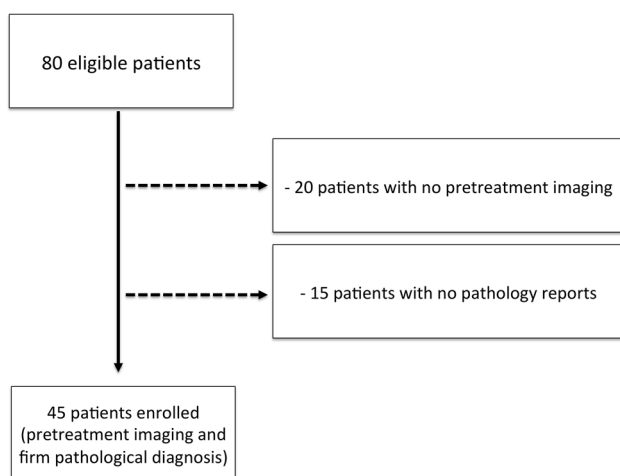 80 eligible patients
- 20 patients with no pretreatment imaging
- 15 patients with no pathology reports
45 patients enrolled
(pretreatment imaging and
firm pathological diagnosis)